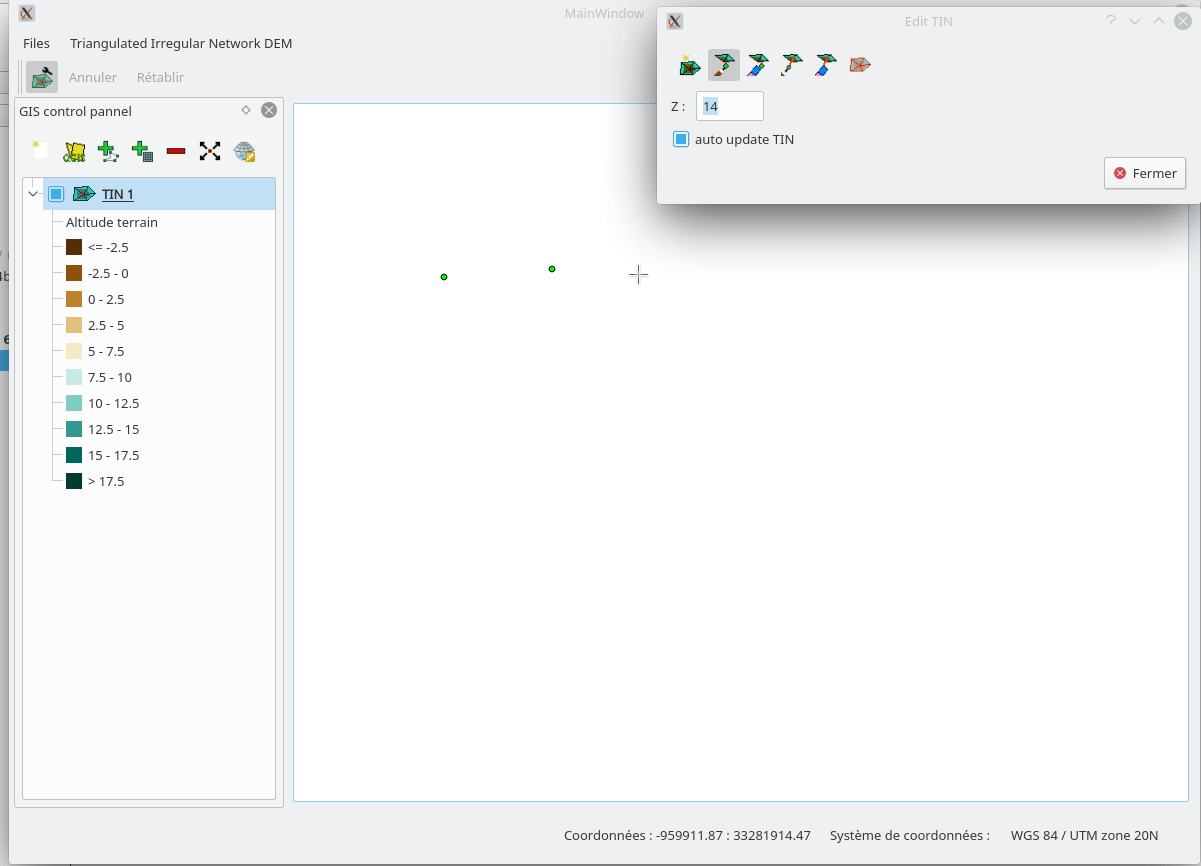 MainWindow
Files Triangulated Irregular Network DEM
Annuler Rétablir
GIS control pannel
TIN 1
Altitude terrain
<= -2.5
-2.5 - 0
0 - 2.5
2.5 - 5
5 - 7.5
7.5 - 10
10 - 12.5
12.5 - 15
15 - 17.5
> 17.5
Edit TIN
Z :
14
auto update TIN
Fermer
Coordonnées : -959911.87 : 33281914.47 Système de coordonnées : WGS 84 / UTM zone 20N